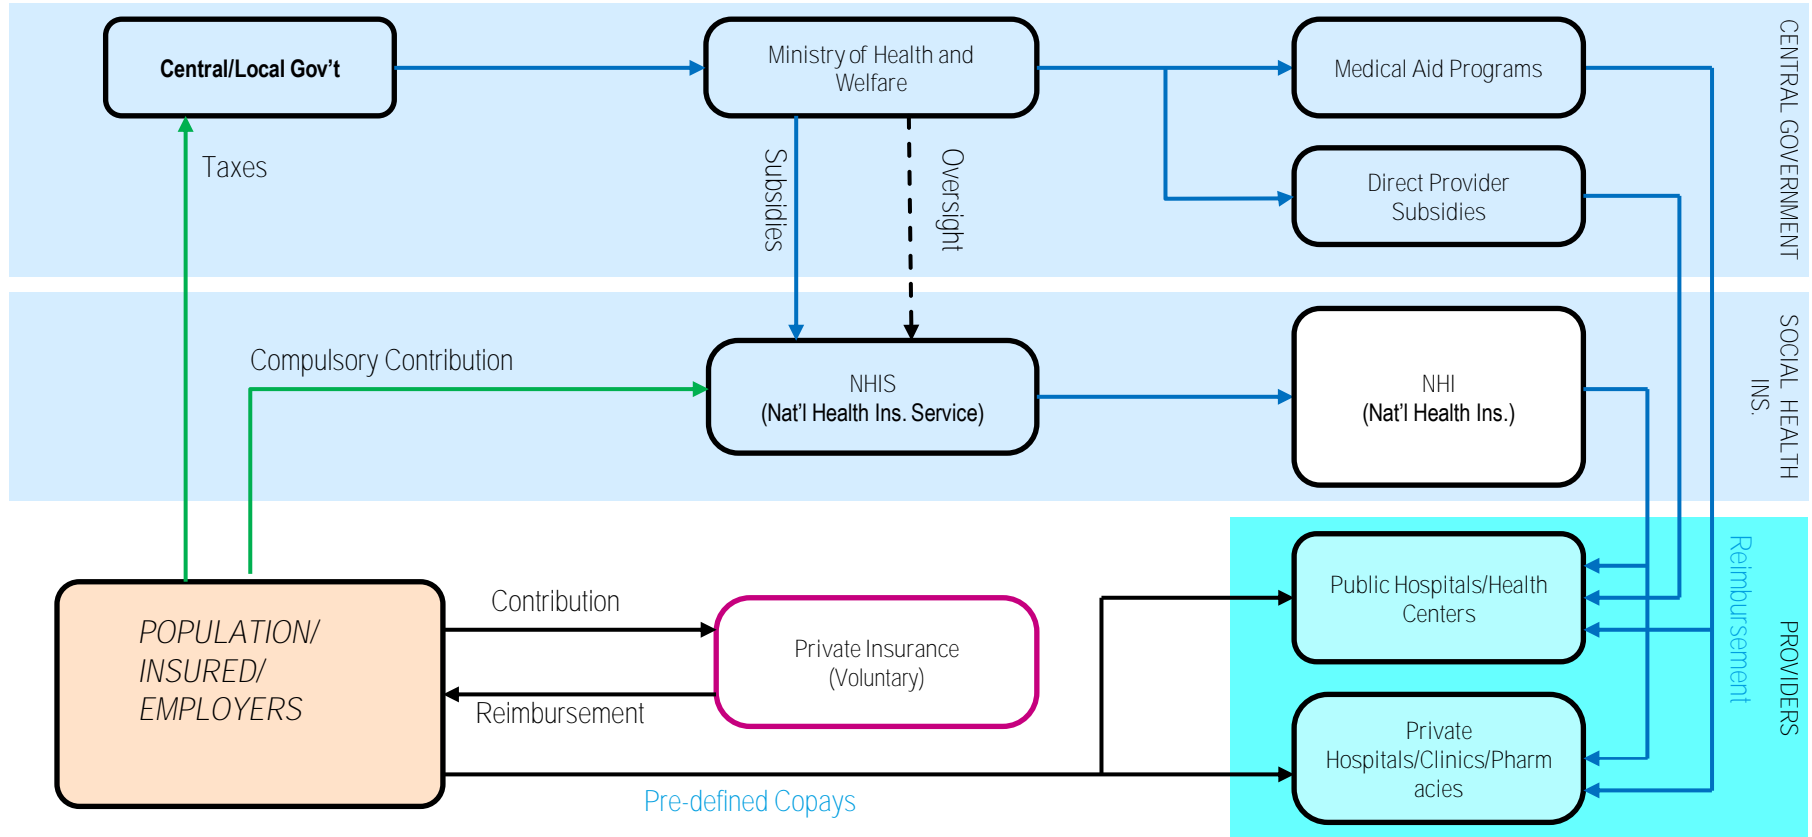 Central/Local Gov't
Ministry of Health and
Welfare
Medical Aid Programs
CENTRAL GOVERNMENT
Taxes
Subsidies
Oversight
Direct Provider
Subsidies
Compulsory Contribution
NHIS
(Nat'l Health Ins. Service)
NHI
(Nat'l Health Ins.)
SOCIAL HEALTH
INS.
POPULATION/
INSURED/
EMPLOYERS
Contribution
Private Insurance
(Voluntary)
Reimbursement
Pre-defined Copays
Public Hospitals/Health
Centers
Private
Hospitals/Clinics/Pharm
acies
Reimbursement
PROVIDERS